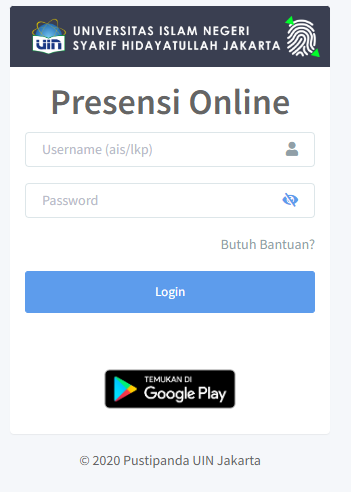 UIN
UNIVERSITAS ISLAM NEGERI
SYARIF HIDAYATULLAH JAKARTA
Presensi Online
Username (ais/lkp)
Password
Butuh Bantuan?
Login
TEMUKAN DI
Google Play
© 2020 Pustipanda UIN Jakarta